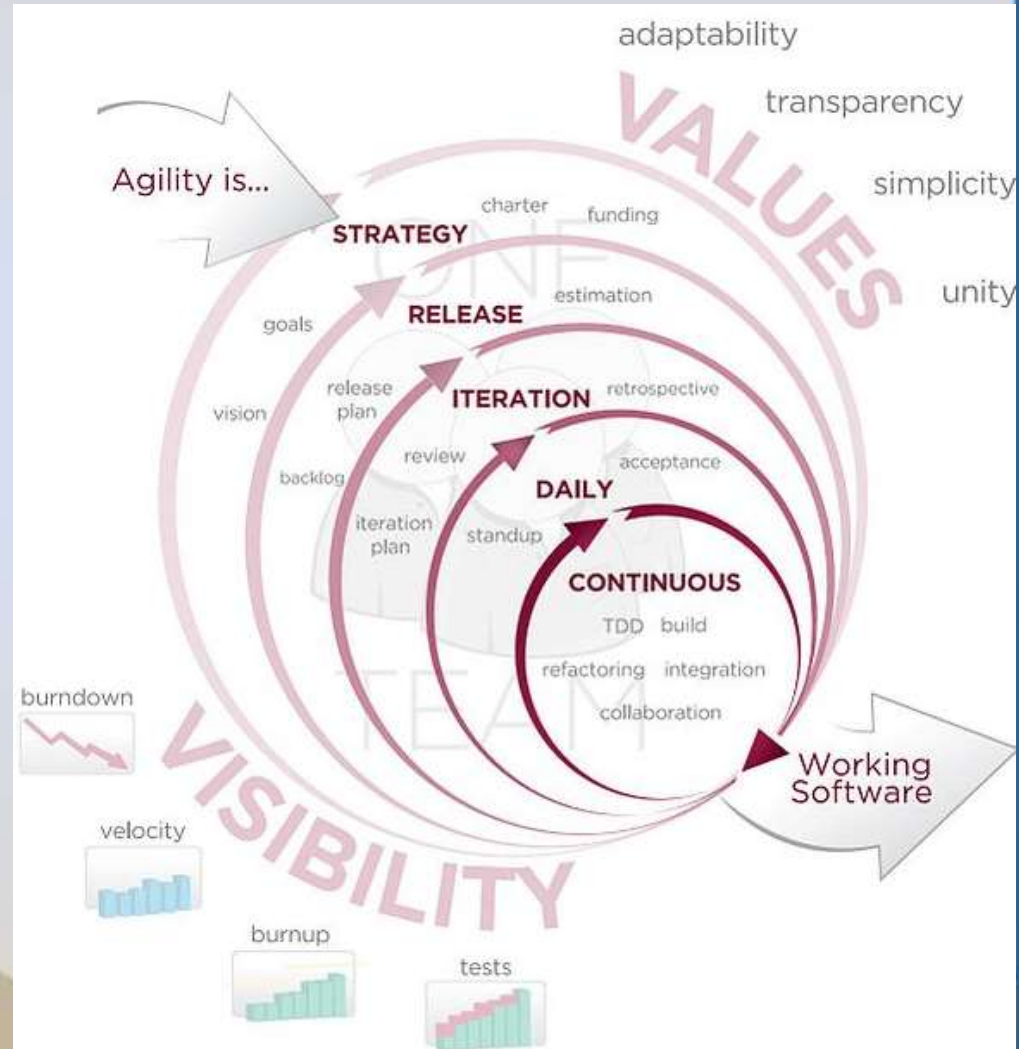 adaptability
transparency
simplicity
unity
VALUES
Agility is...
STRATEGY
charter
funding
goals
vision
RELEASE
estimation
release
plan
backlog
ITERATION
retrospective
review
iteration
plan
DAILY
acceptance
standup
CONTINUOUS
TDD build
refactoring integration
collaboration
ONE
TEAM
Working
Software
VISIBILITY
burndown
velocity
burnup
tests